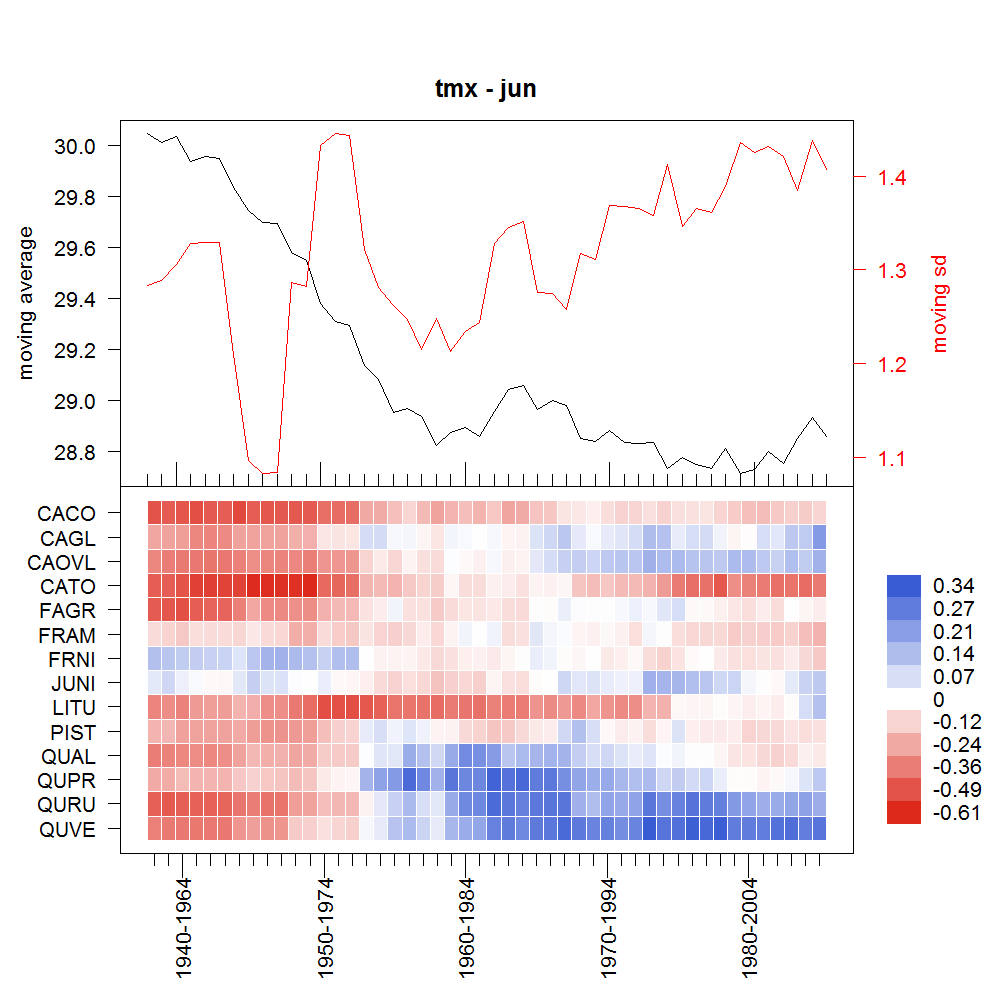 tmx - jun
moving average
30.0
29.8
29.6
29.4
29.2
29.0
28.8
1.4
1.3
1.2
1.1
moving sd
CACO
CAGL
CAOVL
CATO
FAGR
FRAM
FRNI
JUNI
LITU
PIST
QUAL
QUPR
QURU
QUVE
0.34
0.27
0.21
0.14
0.07
0
-0.12
-0.24
-0.36
-0.49
-0.61
1940-1964
1950-1974
1960-1984
1970-1994
1980-2004